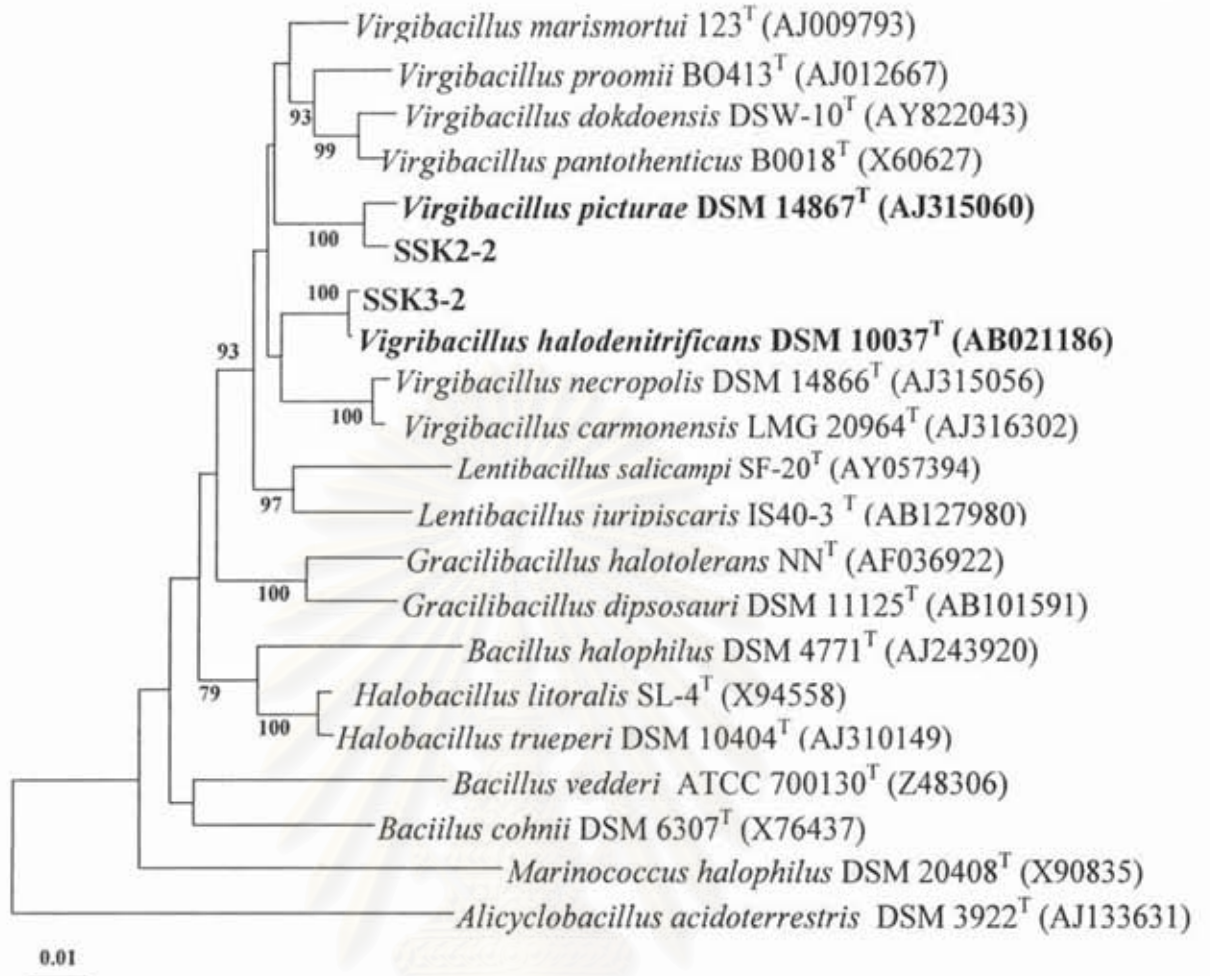 Virgibacillus marismortui 123T (AJ009793)
Virgibacillus proomii BO413T (AJ012667)
93
Virgibacillus dokdoensis DSW-10T (AY822043)
99
Virgibacillus pantothenticus B0018T (X60627)
Virgibacillus picturae DSM 14867T (AJ315060)
100
SSK2-2
100
SSK3-2
Vigribacillus halodenitrificans DSM 10037T (AB021186)
93
Virgibacillus necropolis DSM 14866T (AJ315056)
100
Virgibacillus carmonensis LMG 20964T (AJ316302)
Lentibacillus salicampi SF-20T (AY057394)
97
Lentibacillus juripiscaris IS40-3 T (AB127980)
Gracilibacillus halotolerans NNT (AF036922)
100
Gracilibacillus dipsosauri DSM 11125T (AB101591)
Bacillus halophilus DSM 4771T (AJ243920)
79
Halobacillus litoralis SL-4T (X94558)
100
Halobacillus trueperi DSM 10404T (AJ310149)
Bacillus vedderi ATCC 700130T (Z48306)
Baciilus cohnii DSM 6307T (X76437)
Marinococcus halophilus DSM 20408T (X90835)
Alicyclobacillus acidoterrestris DSM 3922T (AJ133631)
0.01